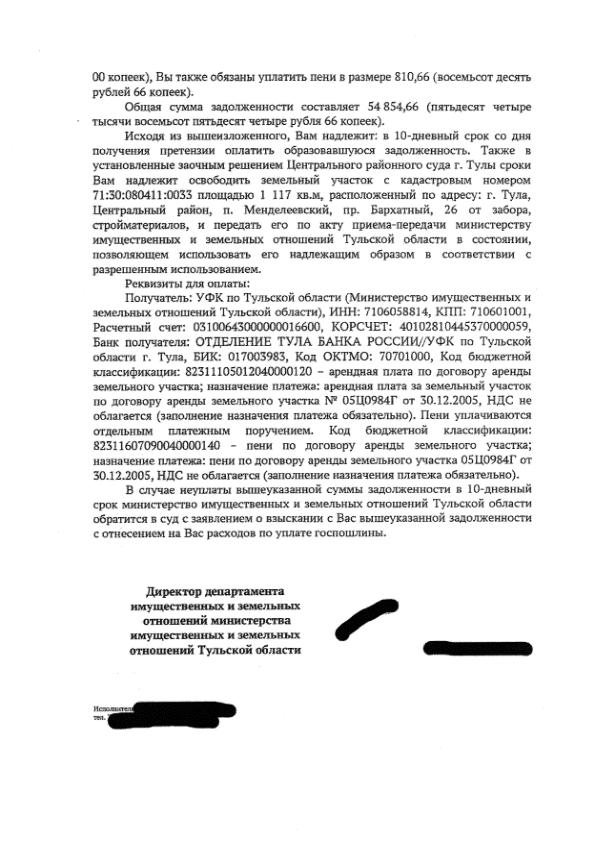 00 копеек), Вы также обязаны уплатить пени в размере 810,66 (восемьсот десять
рублей 66 копеек).
Общая сумма задолженности составляет 54 854,66 (пятьдесят четыре
тысячи восемьсот пятьдесят четыре рубля 66 копеек).
Исходя из вышеизложенного, Вам надлежит: в 10-дневный срок со дня
получения претензии оплатить образовавшуюся задолженность. Также в
установленные заочным решением Центрального районного суда г. Тулы сроки
Вам надлежит освободить земельный участок с кадастровым номером
71:30:080411:0033 площадью 1 117 кв.м, расположенный по адресу: г. Тула,
Центральный район, п. Менделеевский, пр. Бархатный, 26 от забора,
стройматериалов, и передать его по акту приема-передачи министерству
имущественных и земельных отношений Тульской области в состоянии,
позволяющем использовать его надлежащим образом в соответствии с
разрешенным использованием.
Реквизиты для оплаты:
Получатель: УФК по Тульской области (Министерство имущественных и
земельных отношений Тульской области), ИНН: 7106058814, КПП: 710601001,
Расчетный счет: 03100643000000016600, КОРСЧЕТ: 40102810445370000059,
Банк получателя: ОТДЕЛЕНИЕ ТУЛА БАНКА РОССИИ//УФК по Тульской
области г. Тула, БИК: 017003983, Код ОКТМО: 70701000, Код бюджетной
классификации: 82311105012040000120 – арендная плата по договору аренды
земельного участка; назначение платежа: арендная плата за земельный участок
по договору аренды земельного участка № 05Ц0984Г от 30.12.2005, НДС не
облагается (заполнение назначения платежа обязательно). Пени уплачиваются
отдельным платежным поручением. Код бюджетной классификации:
82311607090040000140 – пени по договору аренды земельного участка;
назначение платежа: пени по договору аренды земельного участка 05Ц0984Г от
30.12.2005, НДС не облагается (заполнение назначения платежа обязательно).
В случае неуплаты вышеуказанной суммы задолженности в 10-дневный
срок министерство имущественных и земельных отношений Тульской области
обратится в суд с заявлением о взыскании с Вас вышеуказанной задолженности
с отнесением на Вас расходов по уплате госпошлины.
Директор департамента
имущественных и земельных
отношений министерства
имущественных и земельных
отношений Тульской области
тел.